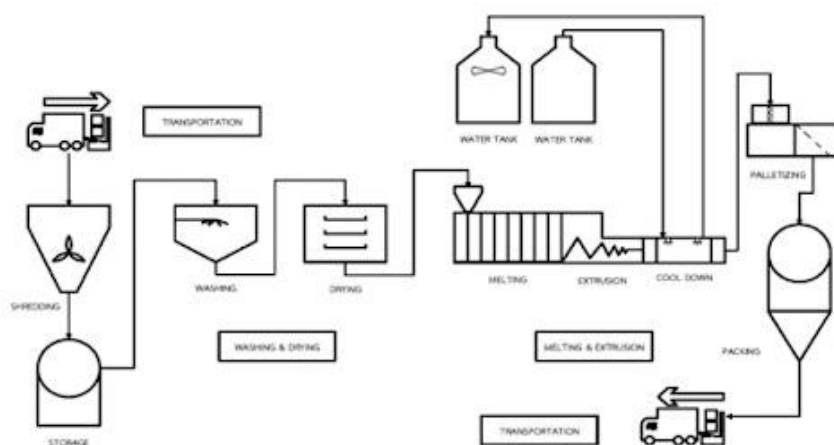 TRANSPORTATION
WATER TANK
WATER TANK
PALLETIZING
SHREDDING
WASHING
DRYING
MELTING
EXTRUSION
COOL DOWN
STORAGE
WASHING & DRYING
MELTING & EXTRUSION
PACKING
TRANSPORTATION